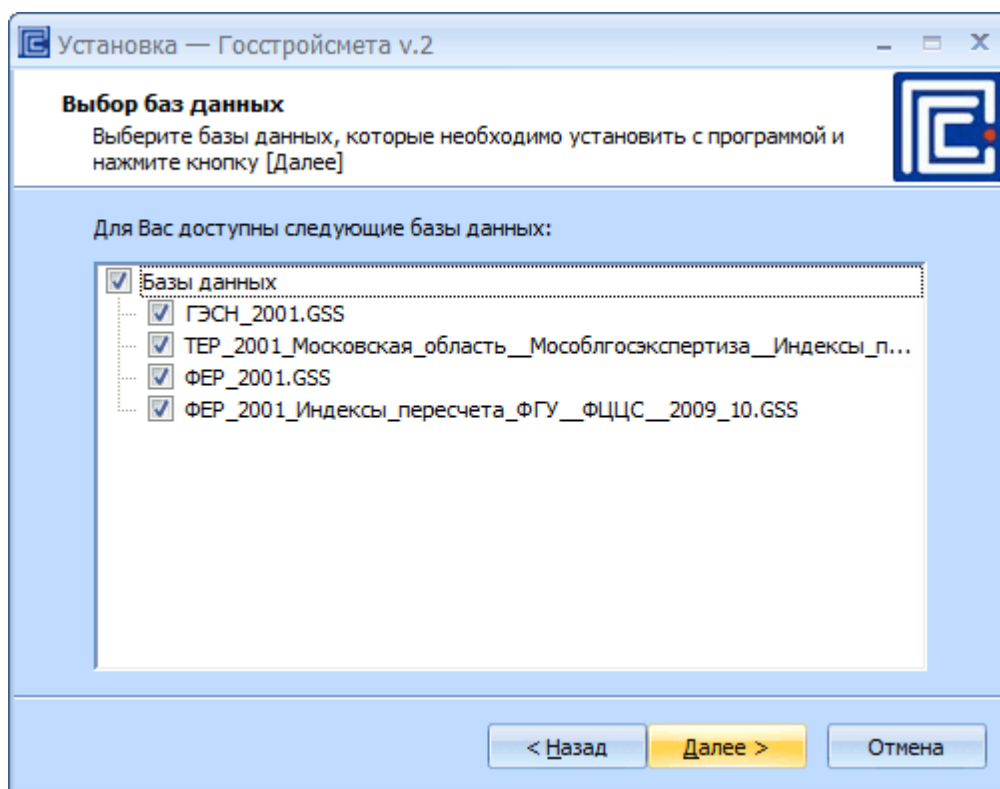 Установка — Госстройсмета v.2
Выбор баз данных
Выберите базы данных, которые необходимо установить с программой и
нажмите кнопку [Далее]
Для Вас доступны следующие базы данных:
Базы данных
ГЭСН_2001.GSS
ТЕР_2001_Московская_область__Мособлгосэкспертиза__Индексы_п...
ФЕР_2001.GSS
ФЕР_2001_Индексы_пересчета_ФГУ__ФЦЦС__2009_10.GSS
< Назад Далее > Отмена